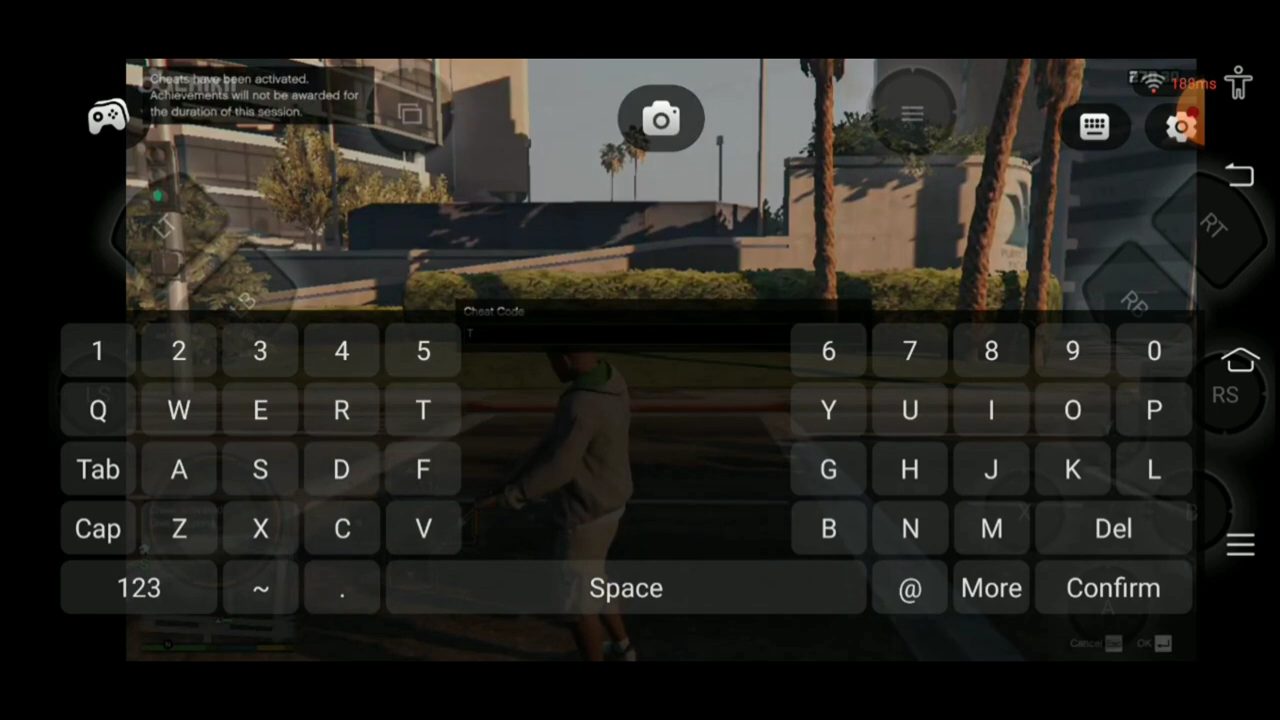 Cheats have been activated.
Achievements will not be awarded for
the duration of this session.
188ms
LT
RT
RB
Cheat Code
T
1 2 3 4 5 6 7 8 9 0
Q W E R T Y U I O P
RS
Tab A S D F G H J K L
Cap Z X C V B N M Del
123 ~ . Space @ More Confirm
Cancel Esc OK